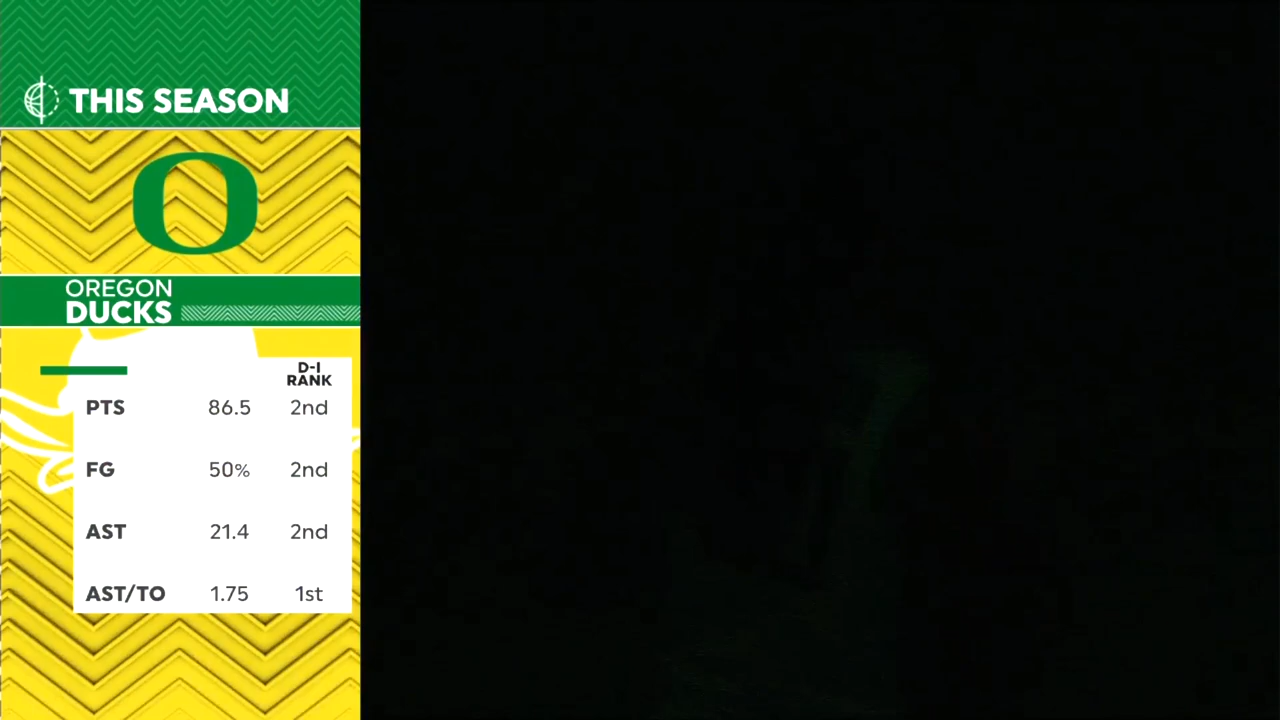 THIS SEASON
O
OREGON
DUCKS
D-I
RANK
PTS 86.5 2nd
FG 50% 2nd
AST 21.4 2nd
AST/TO 1.75 1st